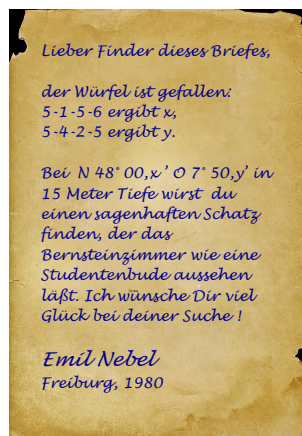 Lieber Finder dieses Briefes,
der Würfel ist gefallen:
5-1-5-6 ergibt x,
5-4-2-5 ergibt y.
Bei N 48° 00,x' O 7° 50,y' in
15 Meter Tiefe wirst du
einen sagenhaften Schatz
finden, der das
Bernsteinzimmer wie eine
Studentenbude aussehen
läßt. Ich wünsche Dir viel
Glück bei deiner Suche !
Emil Nebel
Freiburg, 1980